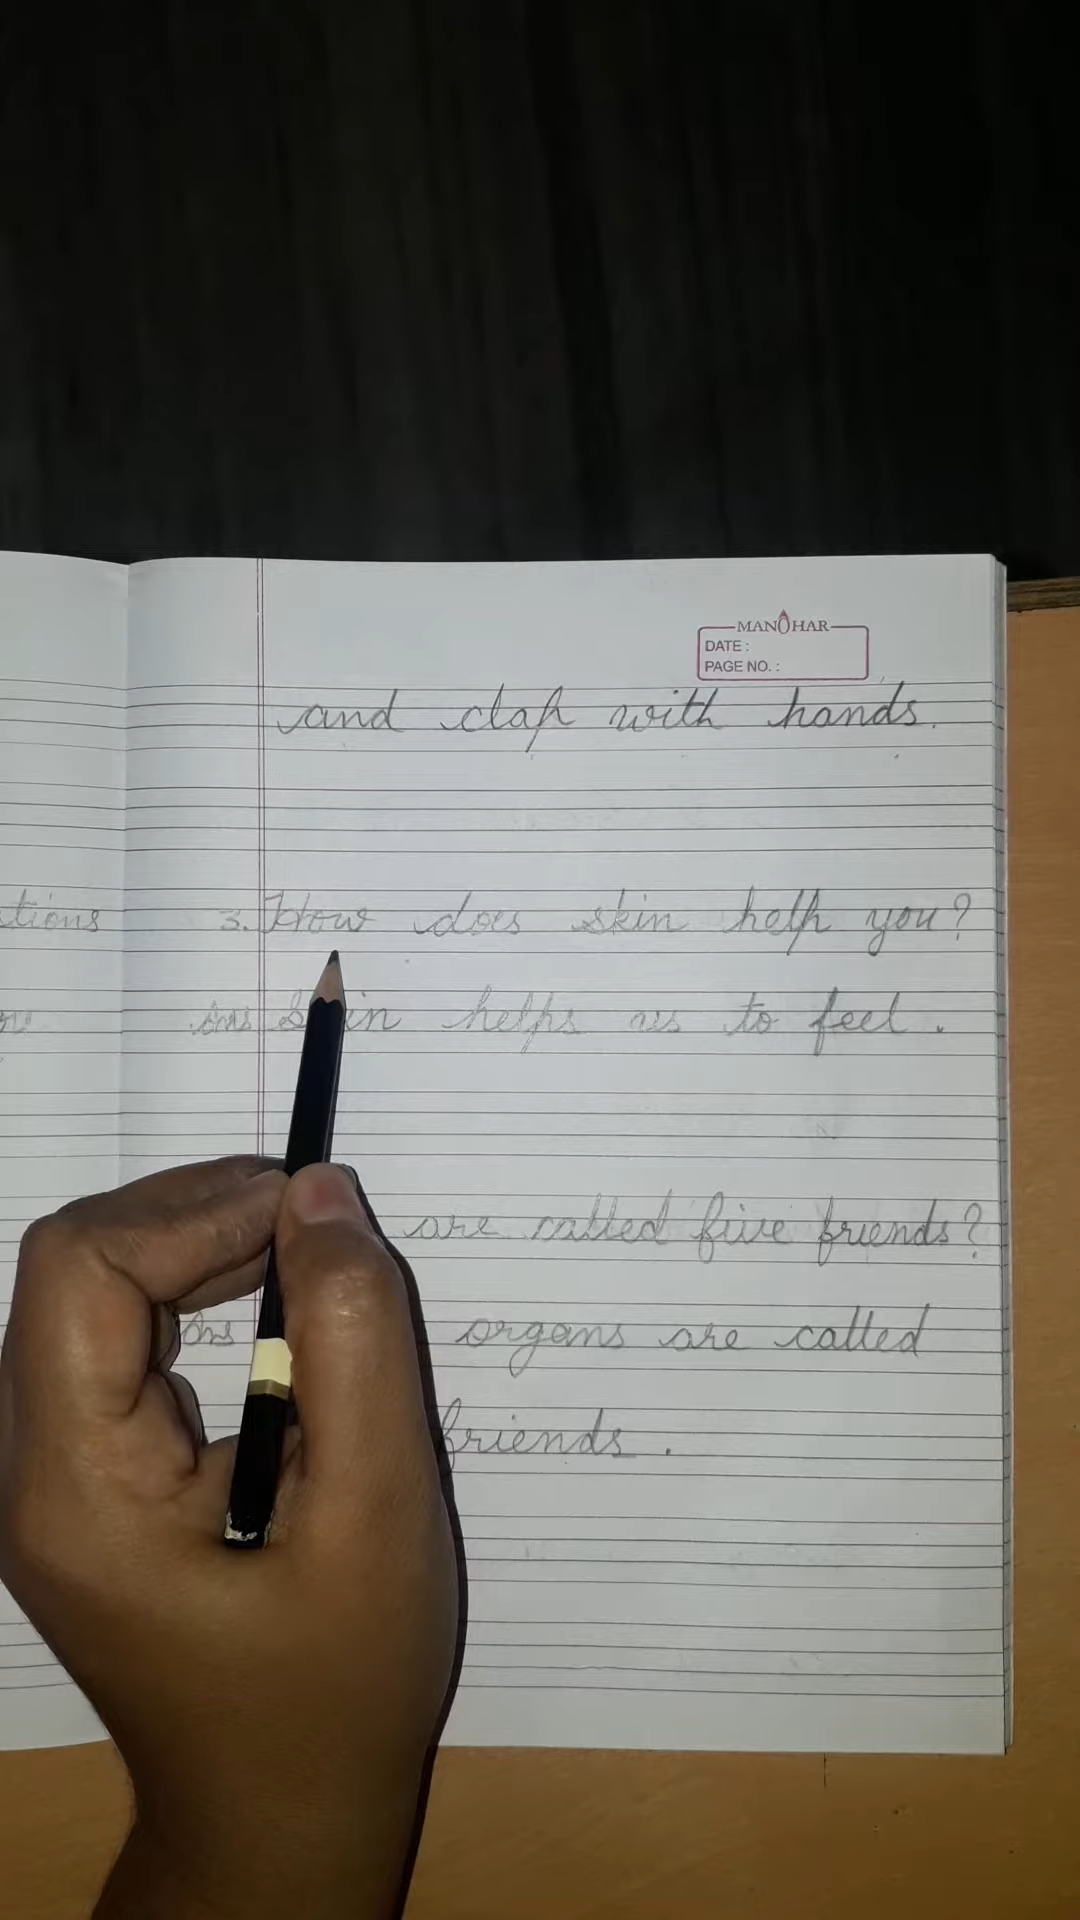 MANOHAR
DATE :
PAGE NO. :
and clap with hands.
tions
3. How does skin help you?
ans Skin helps us to feel.
are called five friends?
Ans organs are called
friends.